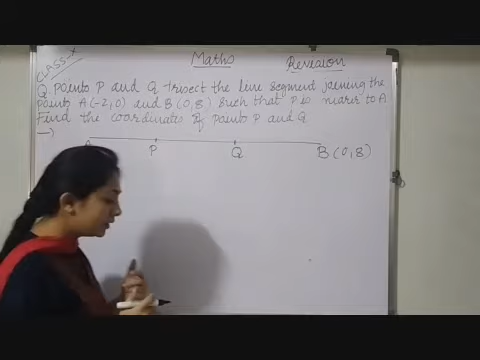 Maths
Revision
CLASS-X
Q Points P and Q trisect the line segment joining the
points A (-2,0) and B (0,8) such that P is nearer to A
Find the coordinates of points P and Q
→
A P Q B (0,8)